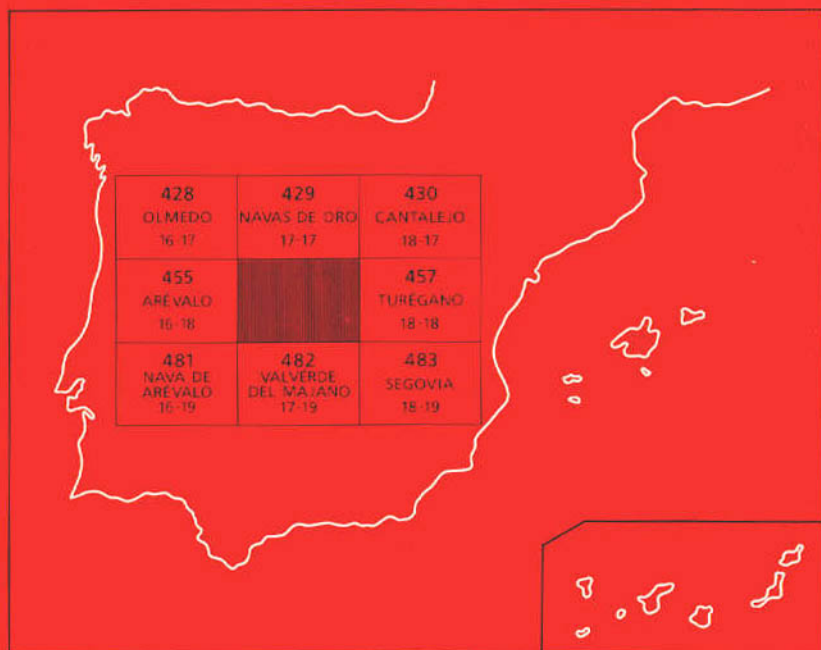 428
OLMEDO
16-17
429
NAVAS DE ORO
17-17
430
CANTALEJO
18-17
455
ARÉVALO
16-18
457
TURÉGANO
18-18
481
NAVA DE
ARÉVALO
16-19
482
VALVERDE
DEL MAJANO
17-19
483
SEGOVIA
18-19